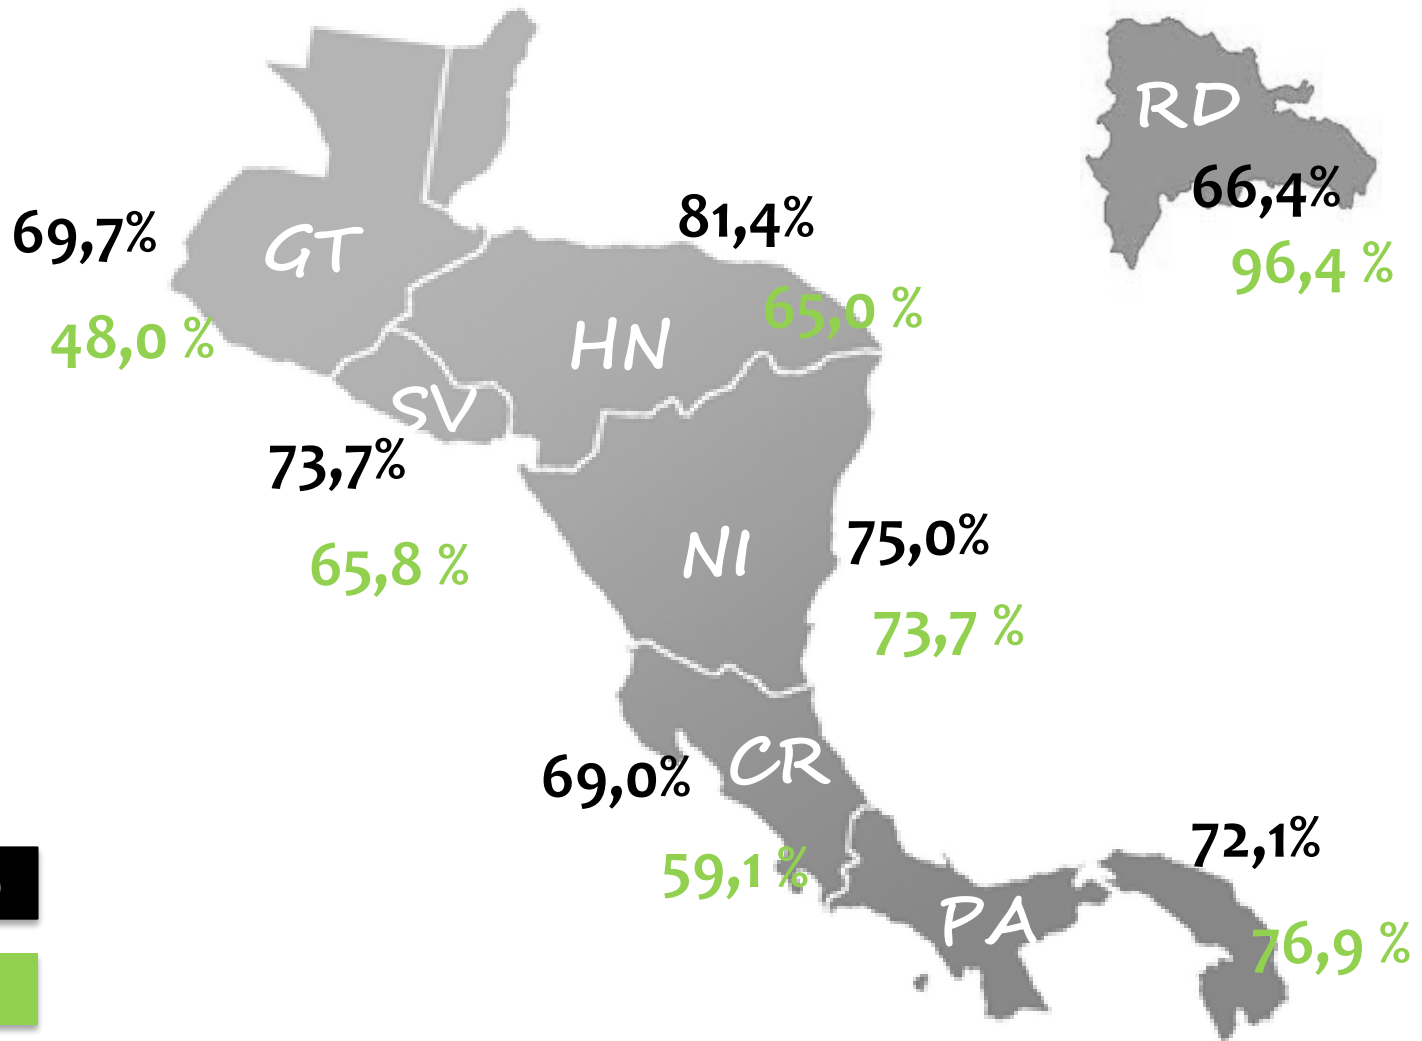 RD
66,4%
96,4 %
69,7%
GT
48,0 %
81,4%
65,0 %
HN
SV
73,7%
65,8 %
NI
75,0%
73,7 %
CR
69,0%
59,1 %
72,1%
PA
76,9 %